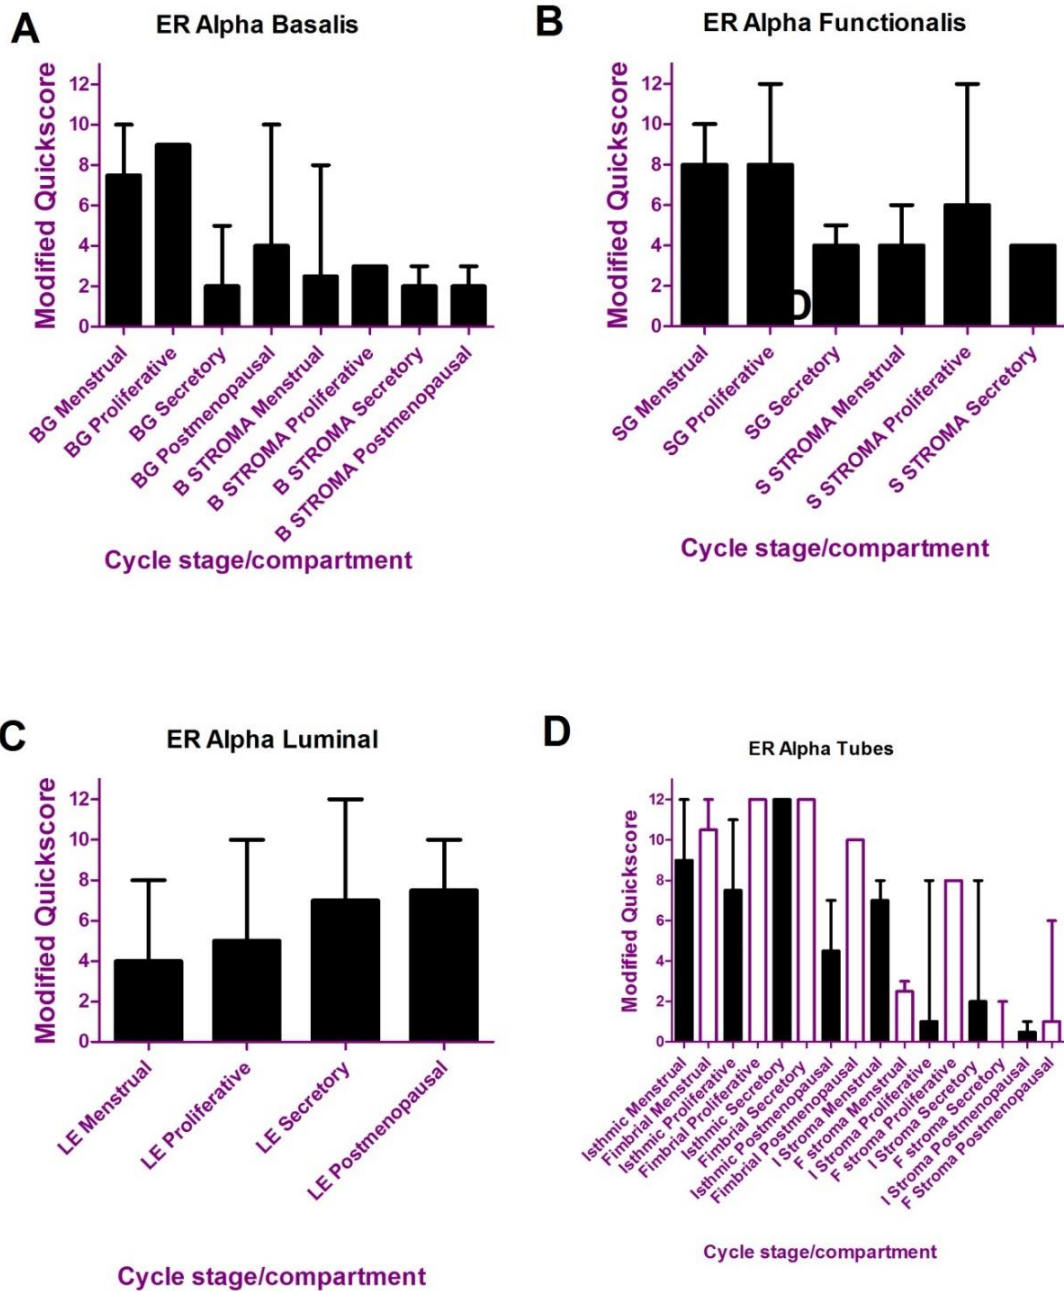 A
ER Alpha Basalis
Modified Quickscore
12
10
8
6
4
2
0
BG Menstrual
BG Proliferative
BG Secretory
BG Postmenopausal
B STROMA Menstrual
B STROMA Proliferative
B STROMA Secretory
B STROMA Postmenopausal
Cycle stage/compartment
B
ER Alpha Functionalis
Modified Quickscore
12
10
8
6
4
2
0
D
SG Menstrual
SG Proliferative
SG Secretory
S STROMA Menstrual
S STROMA Proliferative
S STROMA Secretory
Cycle stage/compartment
C
ER Alpha Luminal
Modified Quickscore
12
10
8
6
4
2
0
LE Menstrual
LE Proliferative
LE Secretory
LE Postmenopausal
Cycle stage/compartment
D
ER Alpha Tubes
Modified Quickscore
12
10
8
6
4
2
0
Isthmic Menstrual
Fimbrial Menstrual
Isthmic Proliferative
Fimbrial Proliferative
Isthmic Secretory
Fimbrial Secretory
Isthmic Postmenopausal
Fimbrial Postmenopausal
I Stroma Menstrual
F stroma Menstrual
I Stroma Proliferative
F stroma Proliferative
I Stroma Secretory
F stroma Secretory
I Stroma Postmenopausal
F Stroma Postmenopausal
Cycle stage/compartment